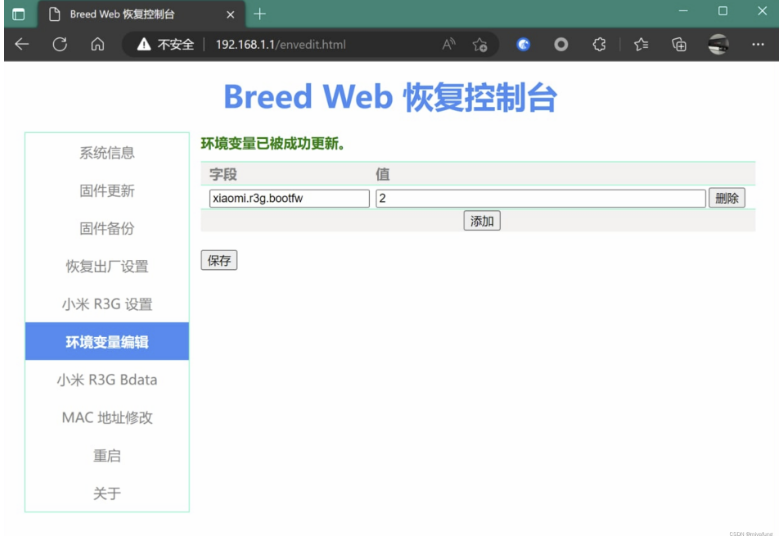 Breed Web 恢复控制台
不安全 192.168.1.1/envedit.html
Breed Web 恢复控制台
系统信息
固件更新
固件备份
恢复出厂设置
小米 R3G 设置
环境变量编辑
小米 R3G Bdata
MAC 地址修改
重启
关于
环境变量已被成功更新。
字段 值
xiaomi.r3g.bootfw 2 删除
添加
保存